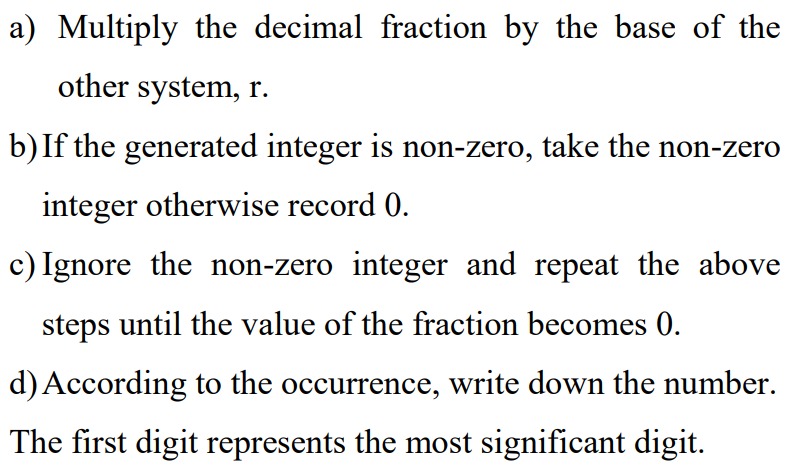 a) Multiply the decimal fraction by the base of the
other system, r.
b)If the generated integer is non-zero, take the non-zero
integer otherwise record 0.
c)Ignore the non-zero integer and repeat the above
steps until the value of the fraction becomes 0.
d)According to the occurrence, write down the number.
The first digit represents the most significant digit.